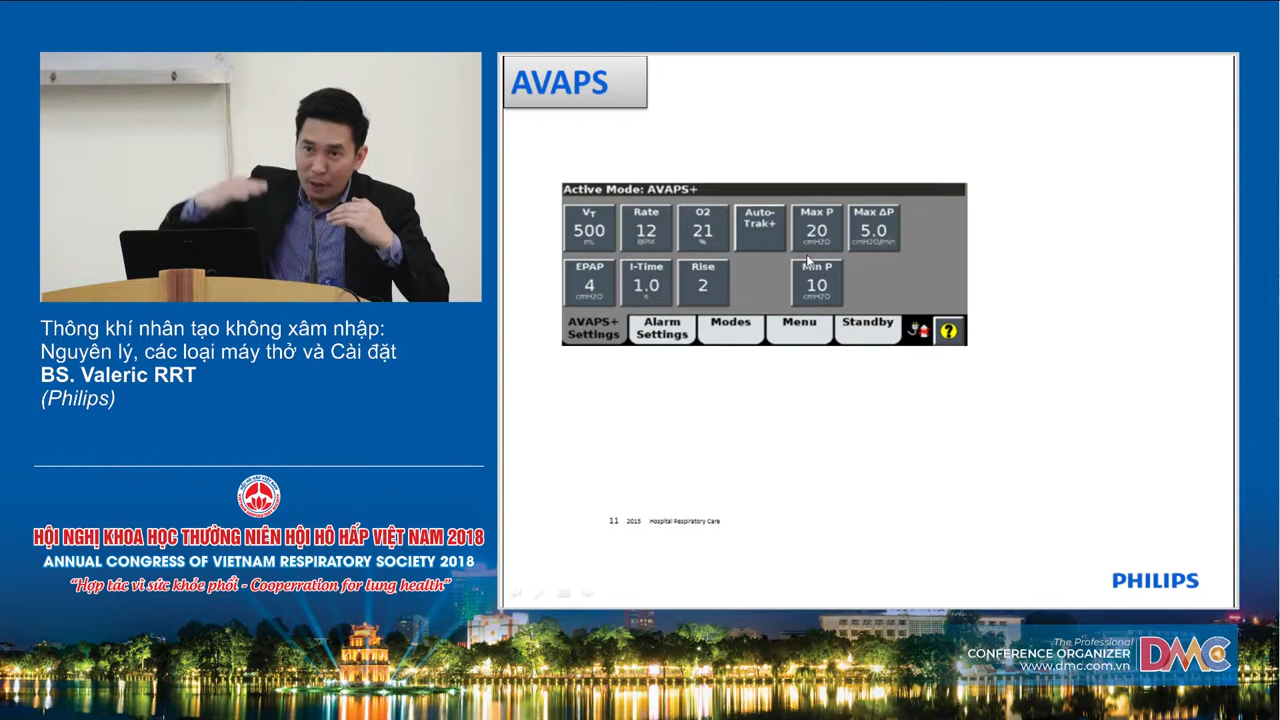 AVAPS
Active Mode: AVAPS+
VT Rate O2 Auto- Max P Max ΔP
Trak+
500 12 21 20 5.0
mL BPM % cmH2O cmH2O/min
EPAP I-Time Rise Min P
4 1.0 2 10
cmH2O s cmH2O
AVAPS+ Alarm Modes Menu Standby ?
Settings Settings
11 2015 Hospital Respiratory Care
PHILIPS
Thông khí nhân tạo không xâm nhập:
Nguyên lý, các loại máy thở và Cài đặt
BS. Valeric RRT
(Philips)
HỘI HÔ HẤP VIỆT NAM
HỘI NGHỊ KHOA HỌC THƯỜNG NIÊN HỘI HÔ HẤP VIỆT NAM 2018
ANNUAL CONGRESS OF VIETNAM RESPIRATORY SOCIETY 2018
“Hợp tác vì sức khỏe phổi - Cooperration for lung health”
The Professional
CONFERENCE ORGANIZER
www.dmc.com.vn
DMC